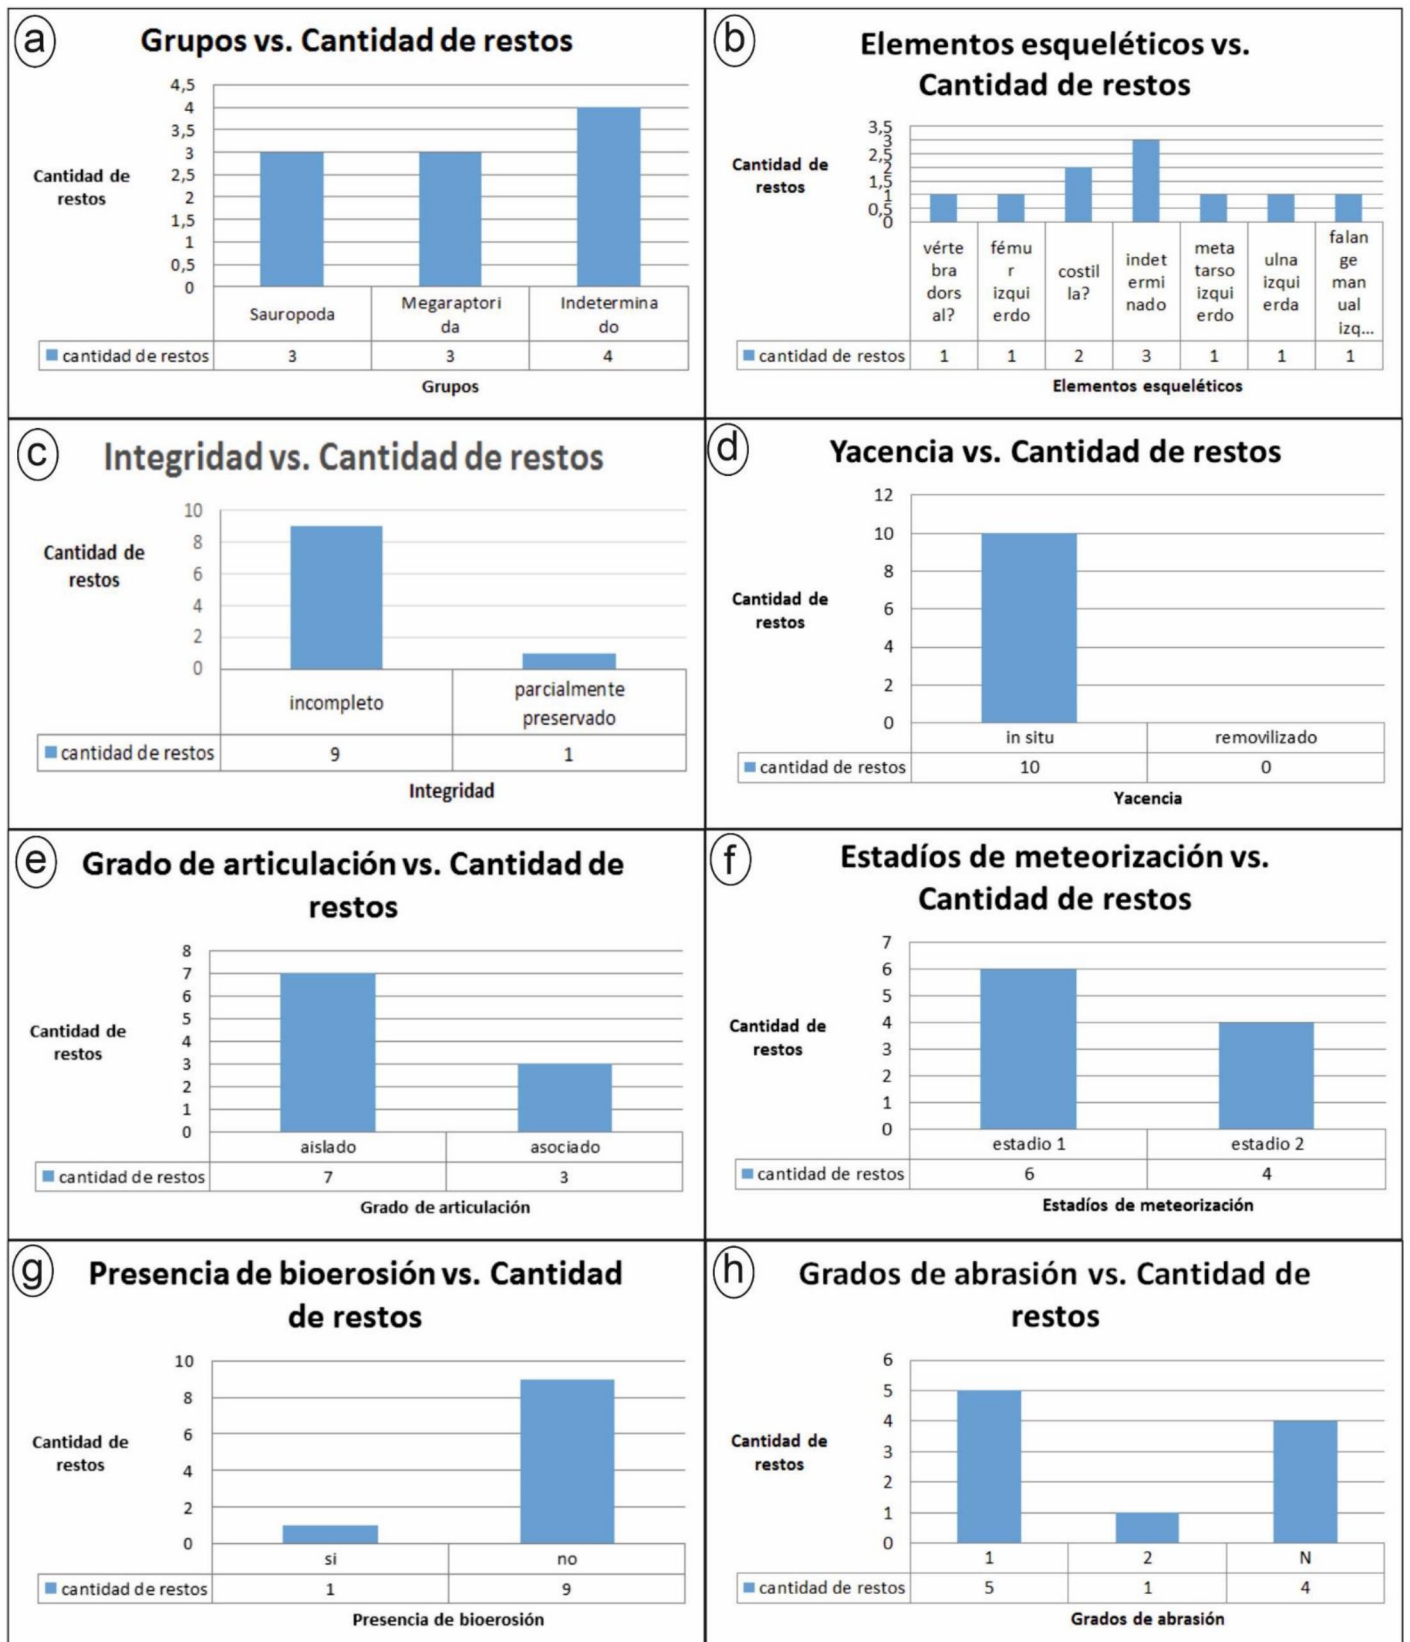 a
Grupos vs. Cantidad de restos
Cantidad de
restos
4,5
4
3,5
3
2,5
2
1,5
1
0,5
0
Sauropoda
Megaraptori
da
Indetermina
do
cantidad de restos 3 3 4
Grupos
b
Elementos esqueléticos vs.
Cantidad de restos
Cantidad de
restos
3,5
3
2,5
2
1,5
1
0,5
0
vérte
bra
dors
al?
fému
r
izqui
erdo
costil
la?
indet
ermi
nado
meta
tarso
izqui
erdo
ulna
izqui
erda
falan
ge
man
ual
izq...
cantidad de restos 1 1 2 3 1 1 1
Elementos esqueléticos
c
Integridad vs. Cantidad de restos
Cantidad de
restos
10
8
6
4
2
0
incompleto
parcialmente
preservado
cantidad de restos 9 1
Integridad
d
Yacencia vs. Cantidad de restos
Cantidad de
restos
12
10
8
6
4
2
0
in situ removilizado
cantidad de restos 10 0
Yacencia
e
Grado de articulación vs. Cantidad de
restos
Cantidad de
restos
8
7
6
5
4
3
2
1
0
aislado asociado
cantidad de restos 7 3
Grado de articulación
f
Estadíos de meteorización vs.
Cantidad de restos
Cantidad de
restos
7
6
5
4
3
2
1
0
estadio 1 estadio 2
cantidad de restos 6 4
Estadíos de meteorización
g
Presencia de bioerosión vs. Cantidad
de restos
Cantidad de
restos
10
8
6
4
2
0
si no
cantidad de restos 1 9
Presencia de bioerosión
h
Grados de abrasión vs. Cantidad de
restos
Cantidad de
restos
6
5
4
3
2
1
0
1 2 N
cantidad de restos 5 1 4
Grados de abrasión